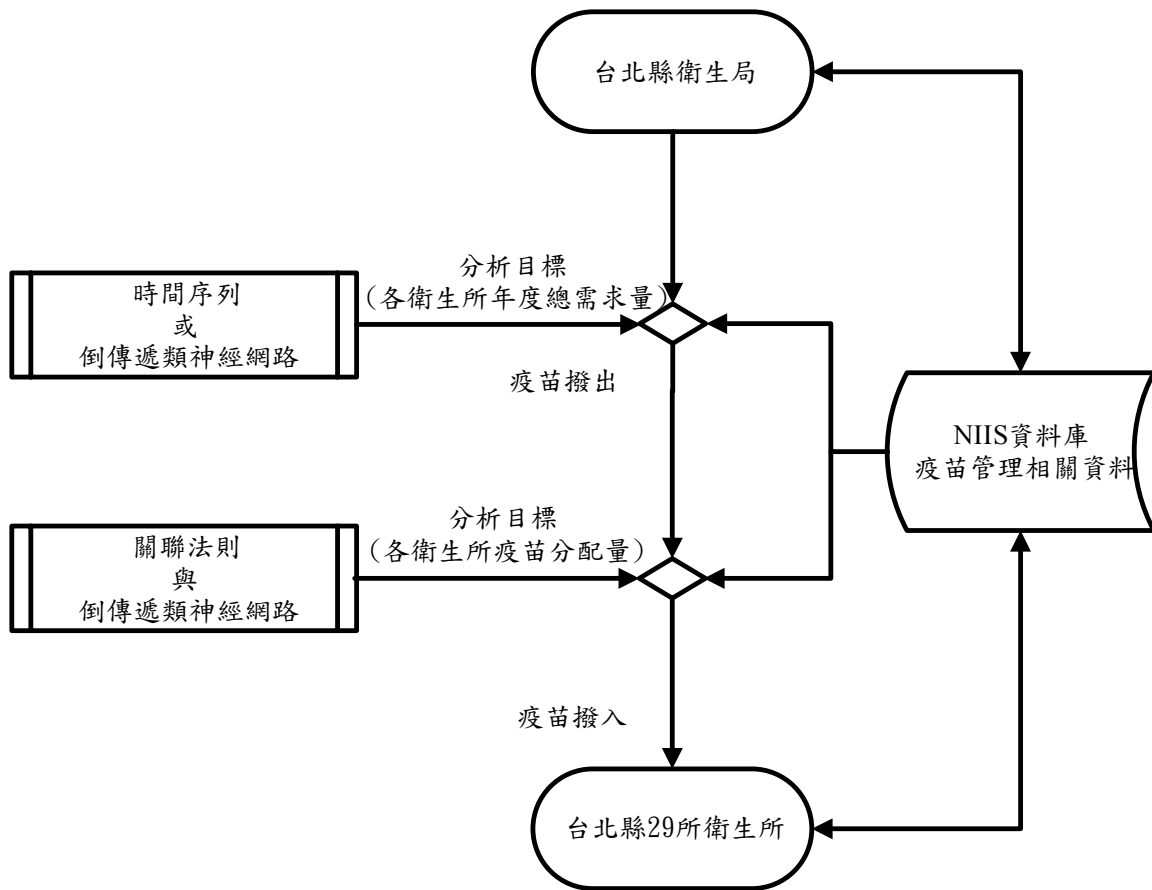 台北縣衛生局
分析目標
（各衛生所年度總需求量）
時間序列
或
倒傳遞類神經網路
疫苗撥出
NIIS資料庫
疫苗管理相關資料
分析目標
（各衛生所疫苗分配量）
關聯法則
與
倒傳遞類神經網路
疫苗撥入
台北縣29所衛生所